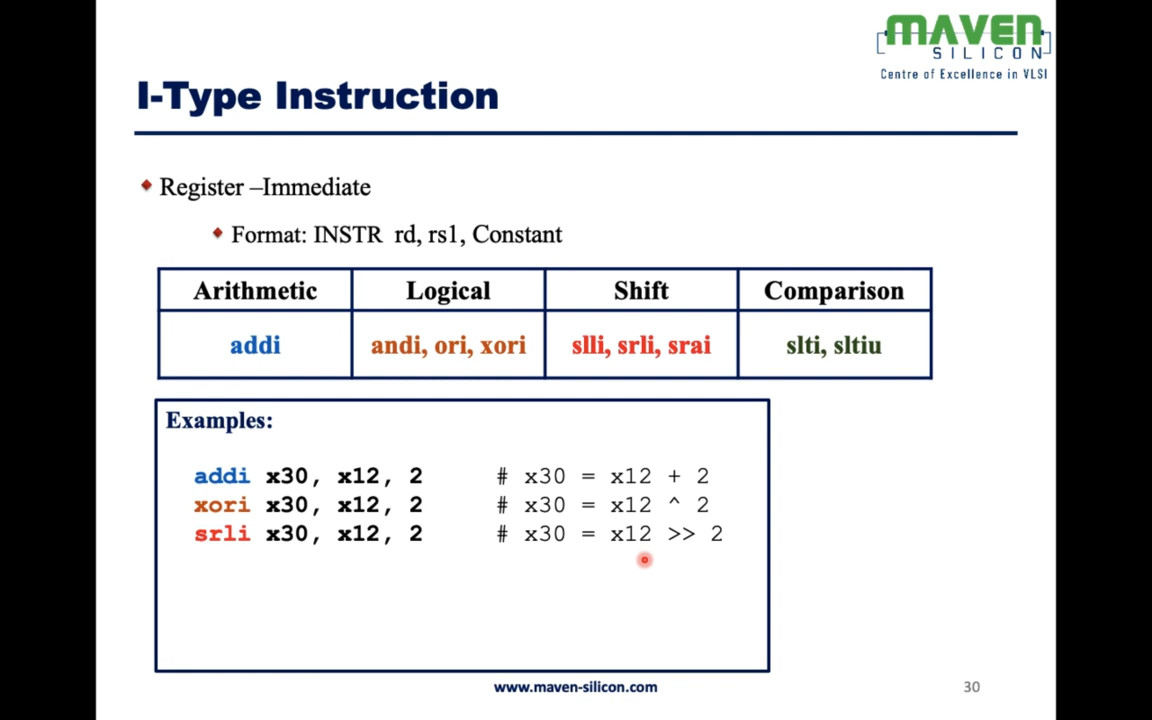 MAVEN
SILICON
Centre of Excellence in VLSI
I-Type Instruction
Register –Immediate
Format: INSTR rd, rs1, Constant
Arithmetic Logical Shift Comparison
addi andi, ori, xori slli, srli, srai slti, sltiu
Examples:
addi x30, x12, 2 # x30 = x12 + 2
xori x30, x12, 2 # x30 = x12 ^ 2
srli x30, x12, 2 # x30 = x12 >> 2
www.maven-silicon.com 30